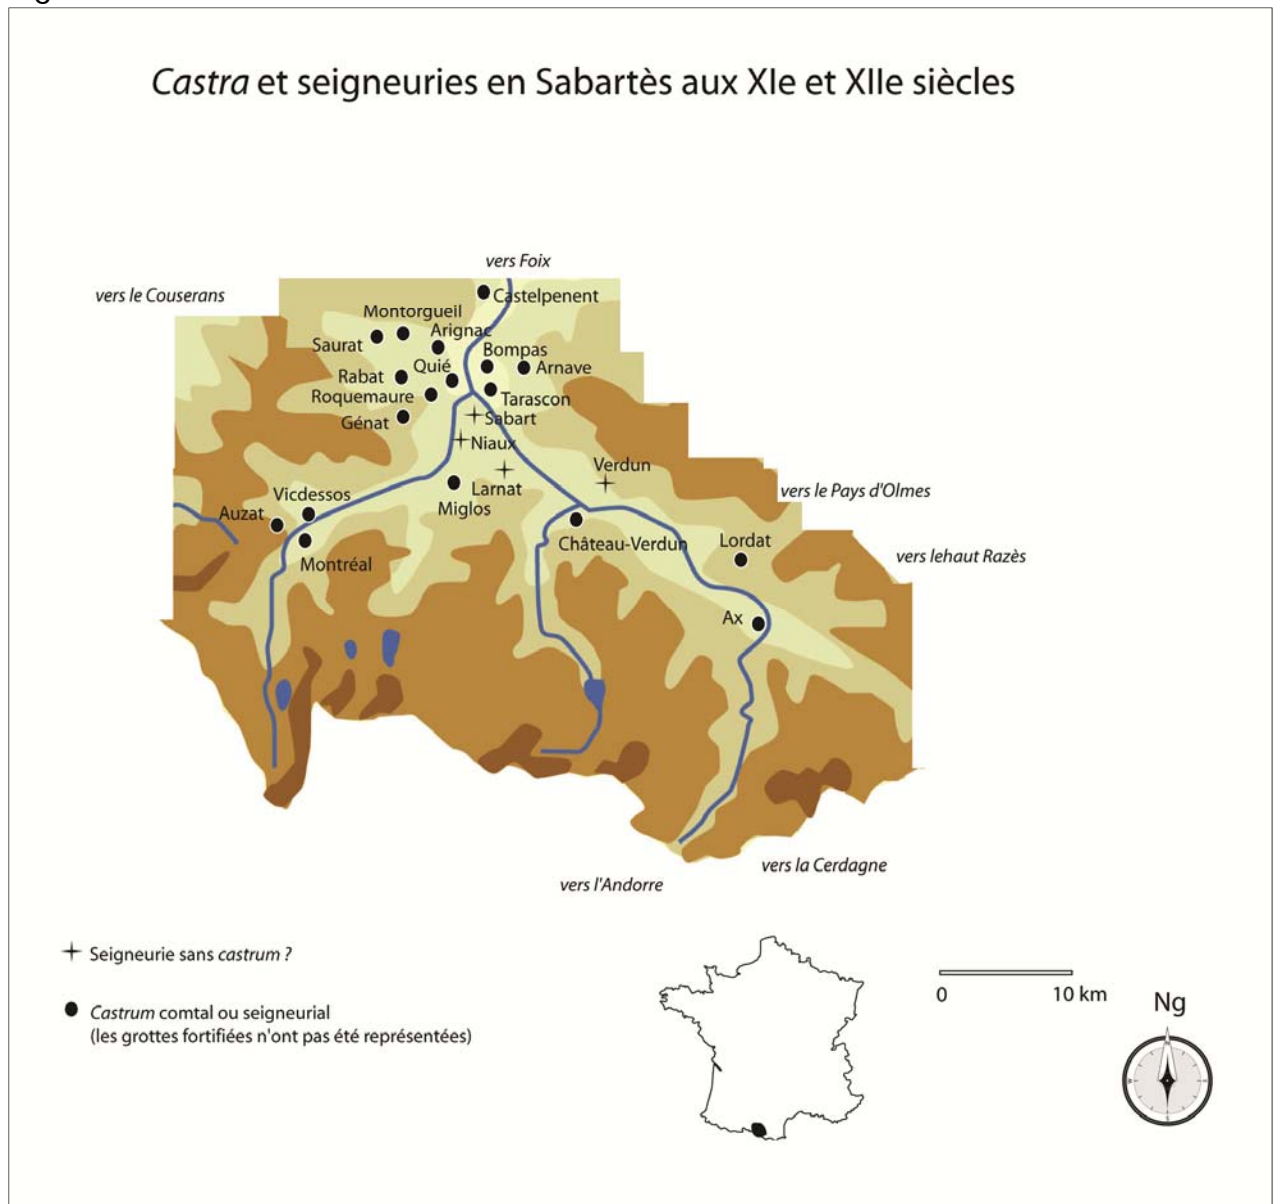 Castra et seigneuries en Sabartès aux XIe et XIIe siècles
vers Foix
vers le Couserans
Castelpenent
Montorgueil
Arignac
Saurat
Bompas
Quié
Arnave
Rabat
Roquemaure
Tarascon
Génat
Sabart
Niaux
Verdun
Larnat
vers le Pays d'Olmes
Vicdessos
Miglos
Auzat
Château-Verdun
Lordat
vers lehaut Razès
Montréal
Ax
vers la Cerdagne
vers l'Andorre
Seigneurie sans castrum ?
Castrum comtal ou seigneurial
(les grottes fortifiées n'ont pas été représentées)
0 10 km
Ng